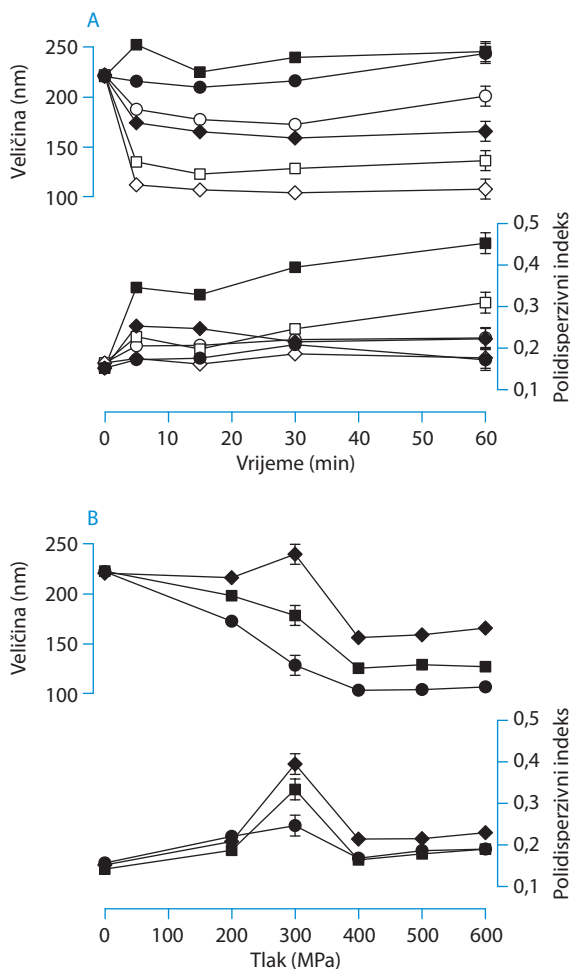 A
250
200
150
100
Veličina (nm)
0,5
0,4
0,3
0,2
0,1
Polidisperzivni indeks
0 10 20 30 40 50 60
Vrijeme (min)
B
250
200
150
100
Veličina (nm)
0,5
0,4
0,3
0,2
0,1
Polidisperzivni indeks
0 100 200 300 400 500 600
Tlak (MPa)